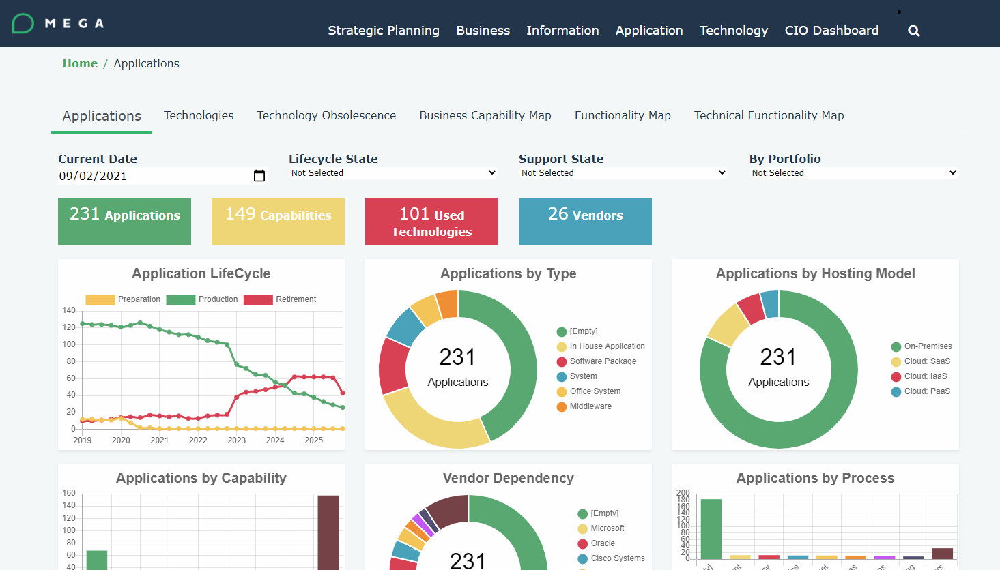 MEGA
Strategic Planning Business Information Application Technology CIO Dashboard
Home / Applications
Applications Technologies Technology Obsolescence Business Capability Map Functionality Map Technical Functionality Map
Current Date Lifecycle State Support State By Portfolio
09/02/2021 Not Selected Not Selected Not Selected
231 Applications
149 Capabilities
101 Used
Technologies
26 Vendors
Application LifeCycle
Preparation Production Retirement
140
120
100
80
60
40
20
0
2019 2020 2021 2022 2023 2024 2025
Applications by Type
231
Applications
[Empty]
In House Application
Software Package
System
Office System
Middleware
Applications by Hosting Model
231
Applications
On-Premises
Cloud: SaaS
Cloud: IaaS
Cloud: PaaS
Applications by Capability
160
140
120
100
80
60
40
Vendor Dependency
231
[Empty]
Microsoft
Oracle
Cisco Systems
Applications by Process
200
180
160
140
120
100
80
60
40
20
0